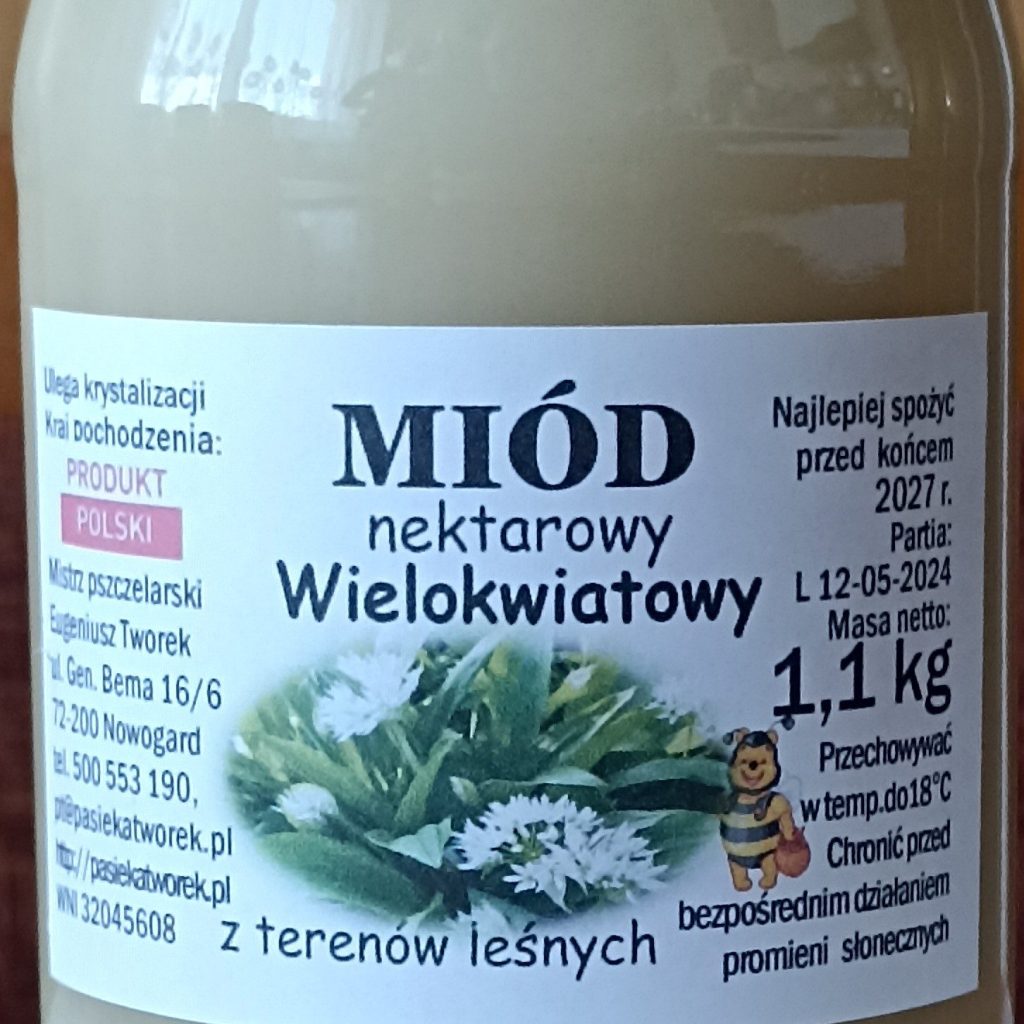 Ulega krystalizacji
Kraj pochodzenia:
PRODUKT
POLSKI
Mistrz pszczelarski
Eugeniusz Tworek
ul. Gen. Bema 16/6
72-200 Nowogard
tel. 500 553 190,
pt@pasiekatworek.pl
http://pasiekatworek.pl
WNI 32045608
MIÓD
nektarowy
Wielokwiatowy
z terenów leśnych
Najlepiej spożyć
przed końcem
2027 r.
Partia:
L 12-05-2024
Masa netto:
1,1 kg
Przechowywać
w temp.do18°C
Chronić przed
bezpośrednim działaniem
promieni słonecznych